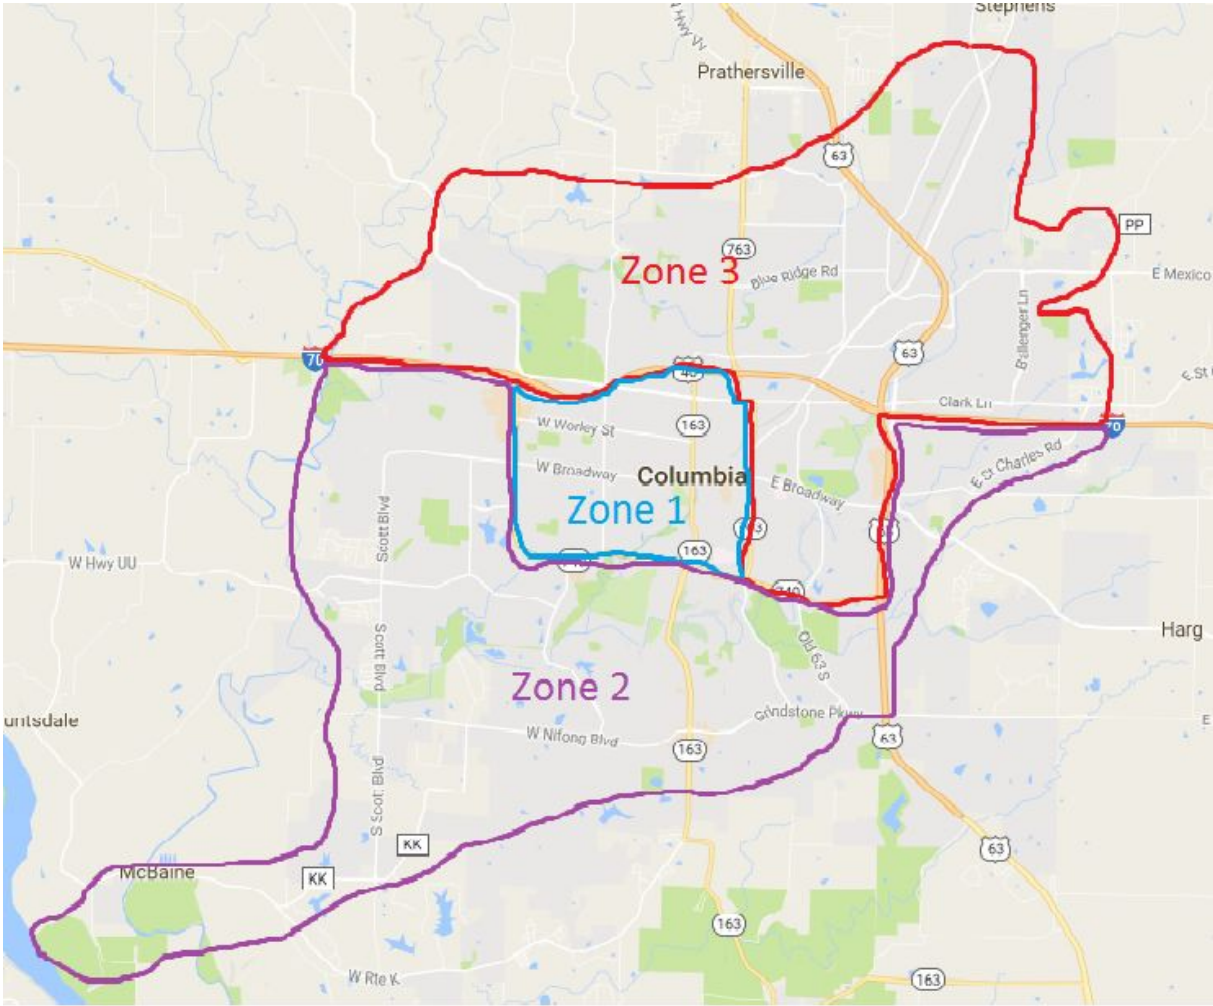 Stephens
Hwy VV
Prathersville
63
PP
763
Zone 3
Blue Ridge Rd
E Mexico
Ballenger Ln
70
63
E St
Clark Ln
W Worley St
163
70
E St Charles Rd
W Broadway
Columbia
E Broadway
Scott Blvd
Zone 1
163
W Hwy UU
740
Scott Blvd
Old 63 S
Harg
Zone 2
untsdale
Grindstone Pkwy
E
W Nifong Blvd
163
63
S Scott Blvd
KK
63
McBaine
KK
163
W Rte K
163